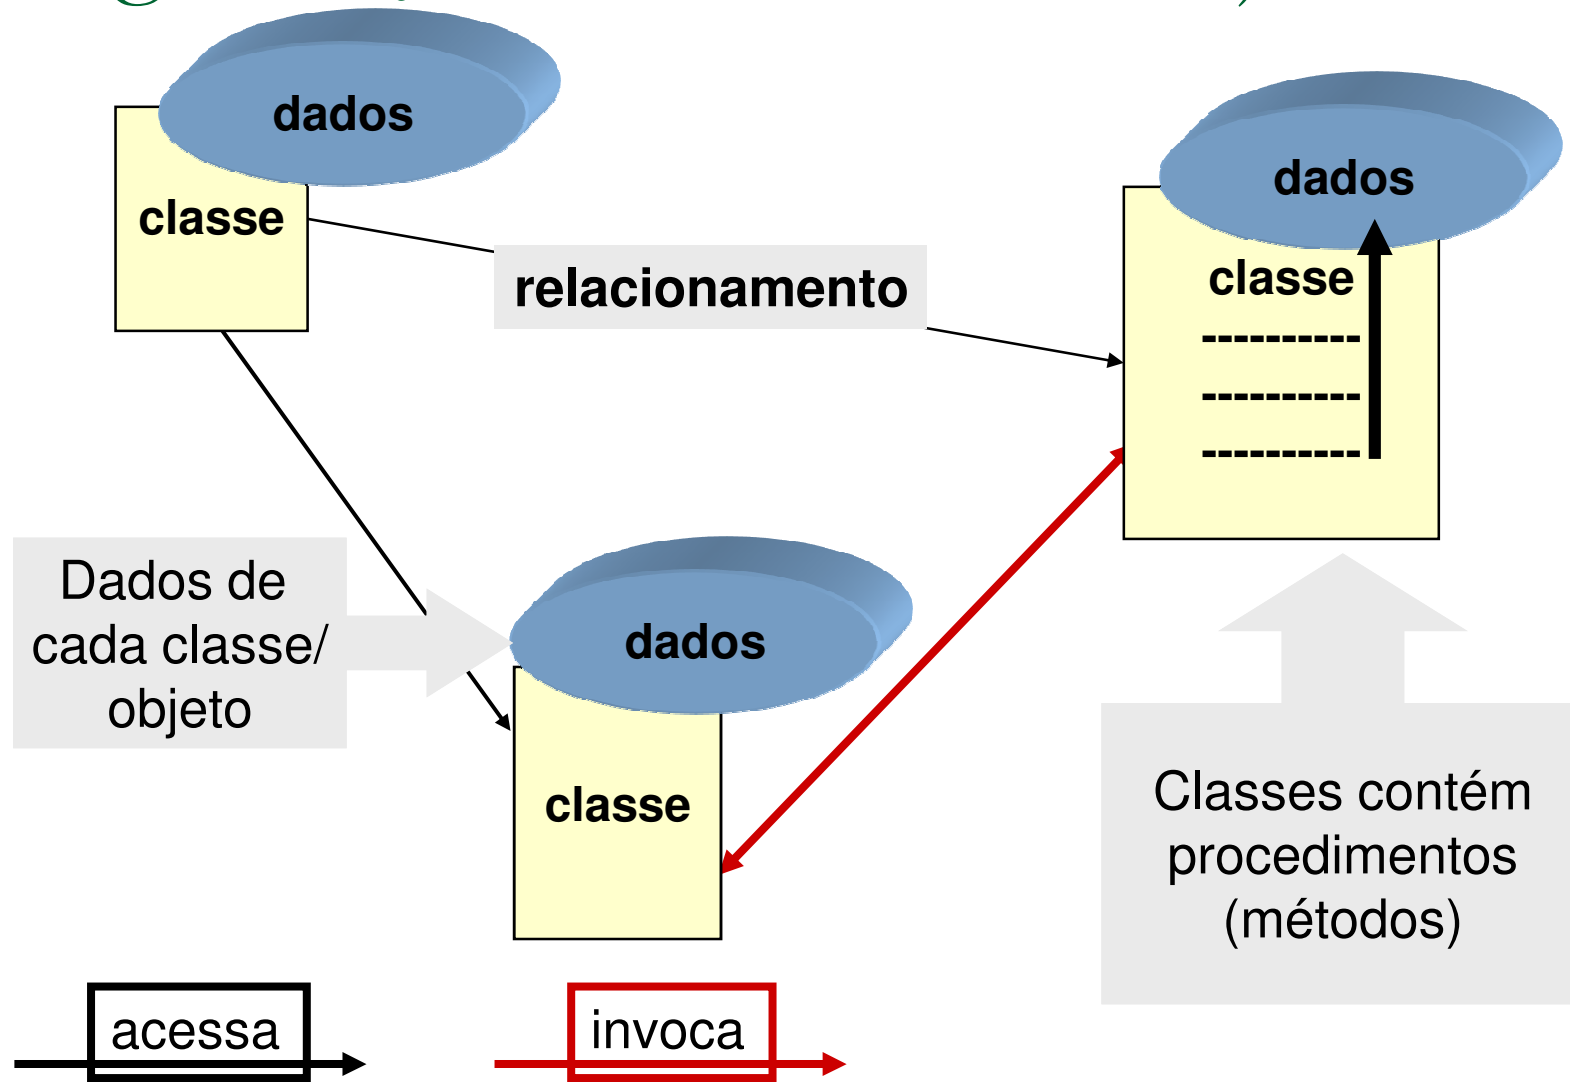 dados
classe
dados
classe
----------
----------
----------
relacionamento
Dados de
cada classe/
objeto
dados
classe
Classes contém
procedimentos
(métodos)
acessa
invoca